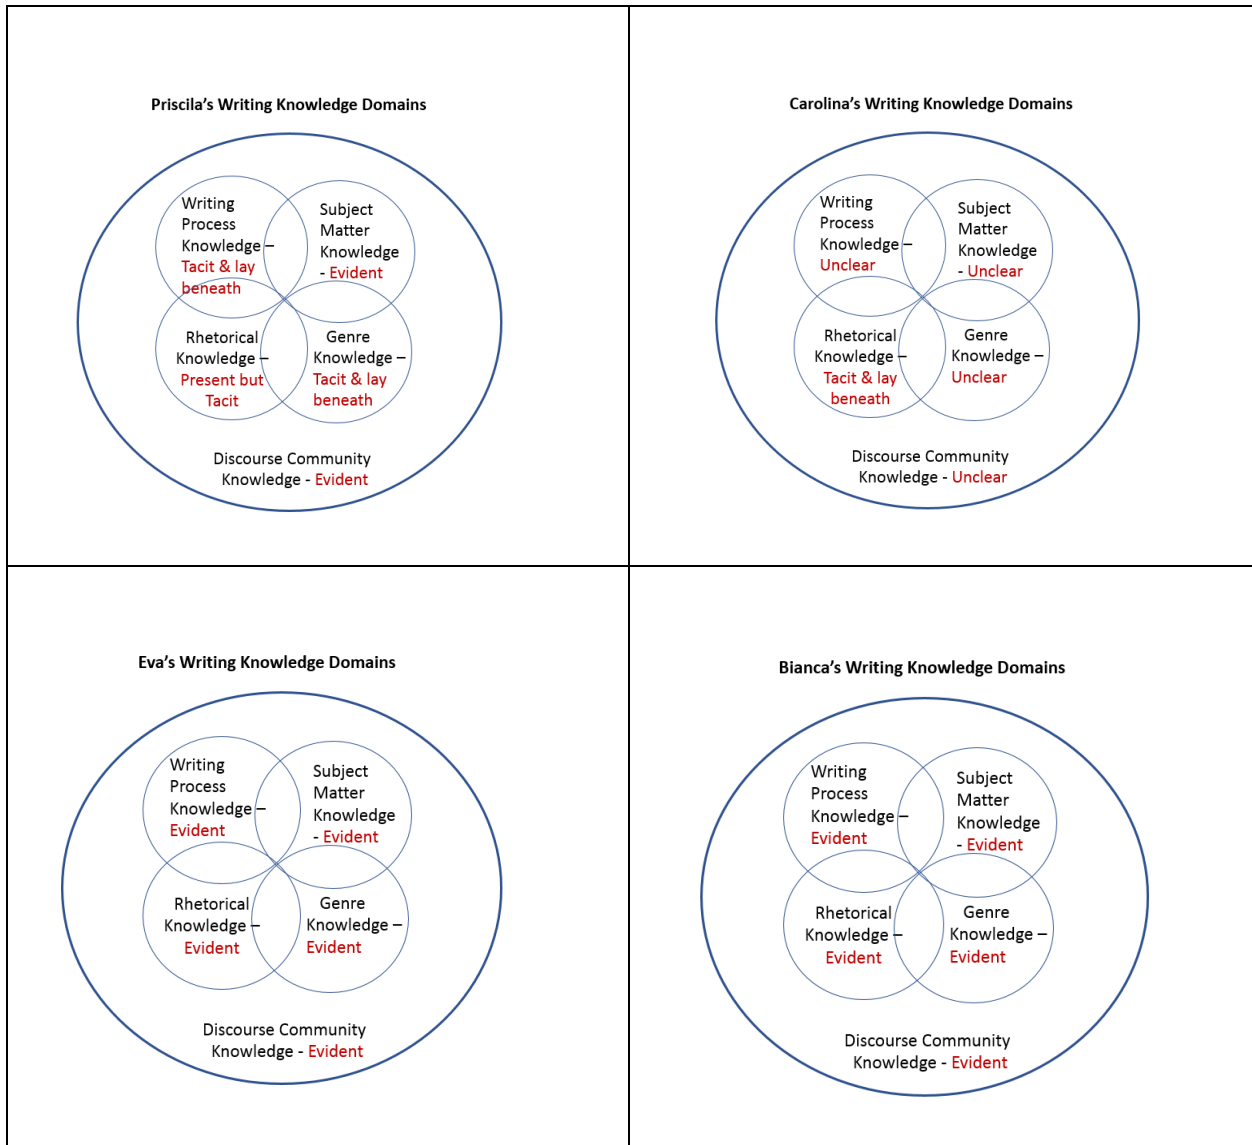 Priscila's Writing Knowledge Domains
Writing
Process
Knowledge –
Tacit & lay
beneath
Subject
Matter
Knowledge
- Evident
Rhetorical
Knowledge –
Present but
Tacit
Genre
Knowledge –
Tacit & lay
beneath
Discourse Community
Knowledge - Evident
Carolina's Writing Knowledge Domains
Writing
Process
Knowledge –
Unclear
Subject
Matter
Knowledge
- Unclear
Rhetorical
Knowledge –
Tacit & lay
beneath
Genre
Knowledge –
Unclear
Discourse Community
Knowledge - Unclear
Eva's Writing Knowledge Domains
Writing
Process
Knowledge –
Evident
Subject
Matter
Knowledge
- Evident
Rhetorical
Knowledge –
Evident
Genre
Knowledge –
Evident
Discourse Community
Knowledge - Evident
Bianca's Writing Knowledge Domains
Writing
Process
Knowledge –
Evident
Subject
Matter
Knowledge
- Evident
Rhetorical
Knowledge –
Evident
Genre
Knowledge –
Evident
Discourse Community
Knowledge - Evident